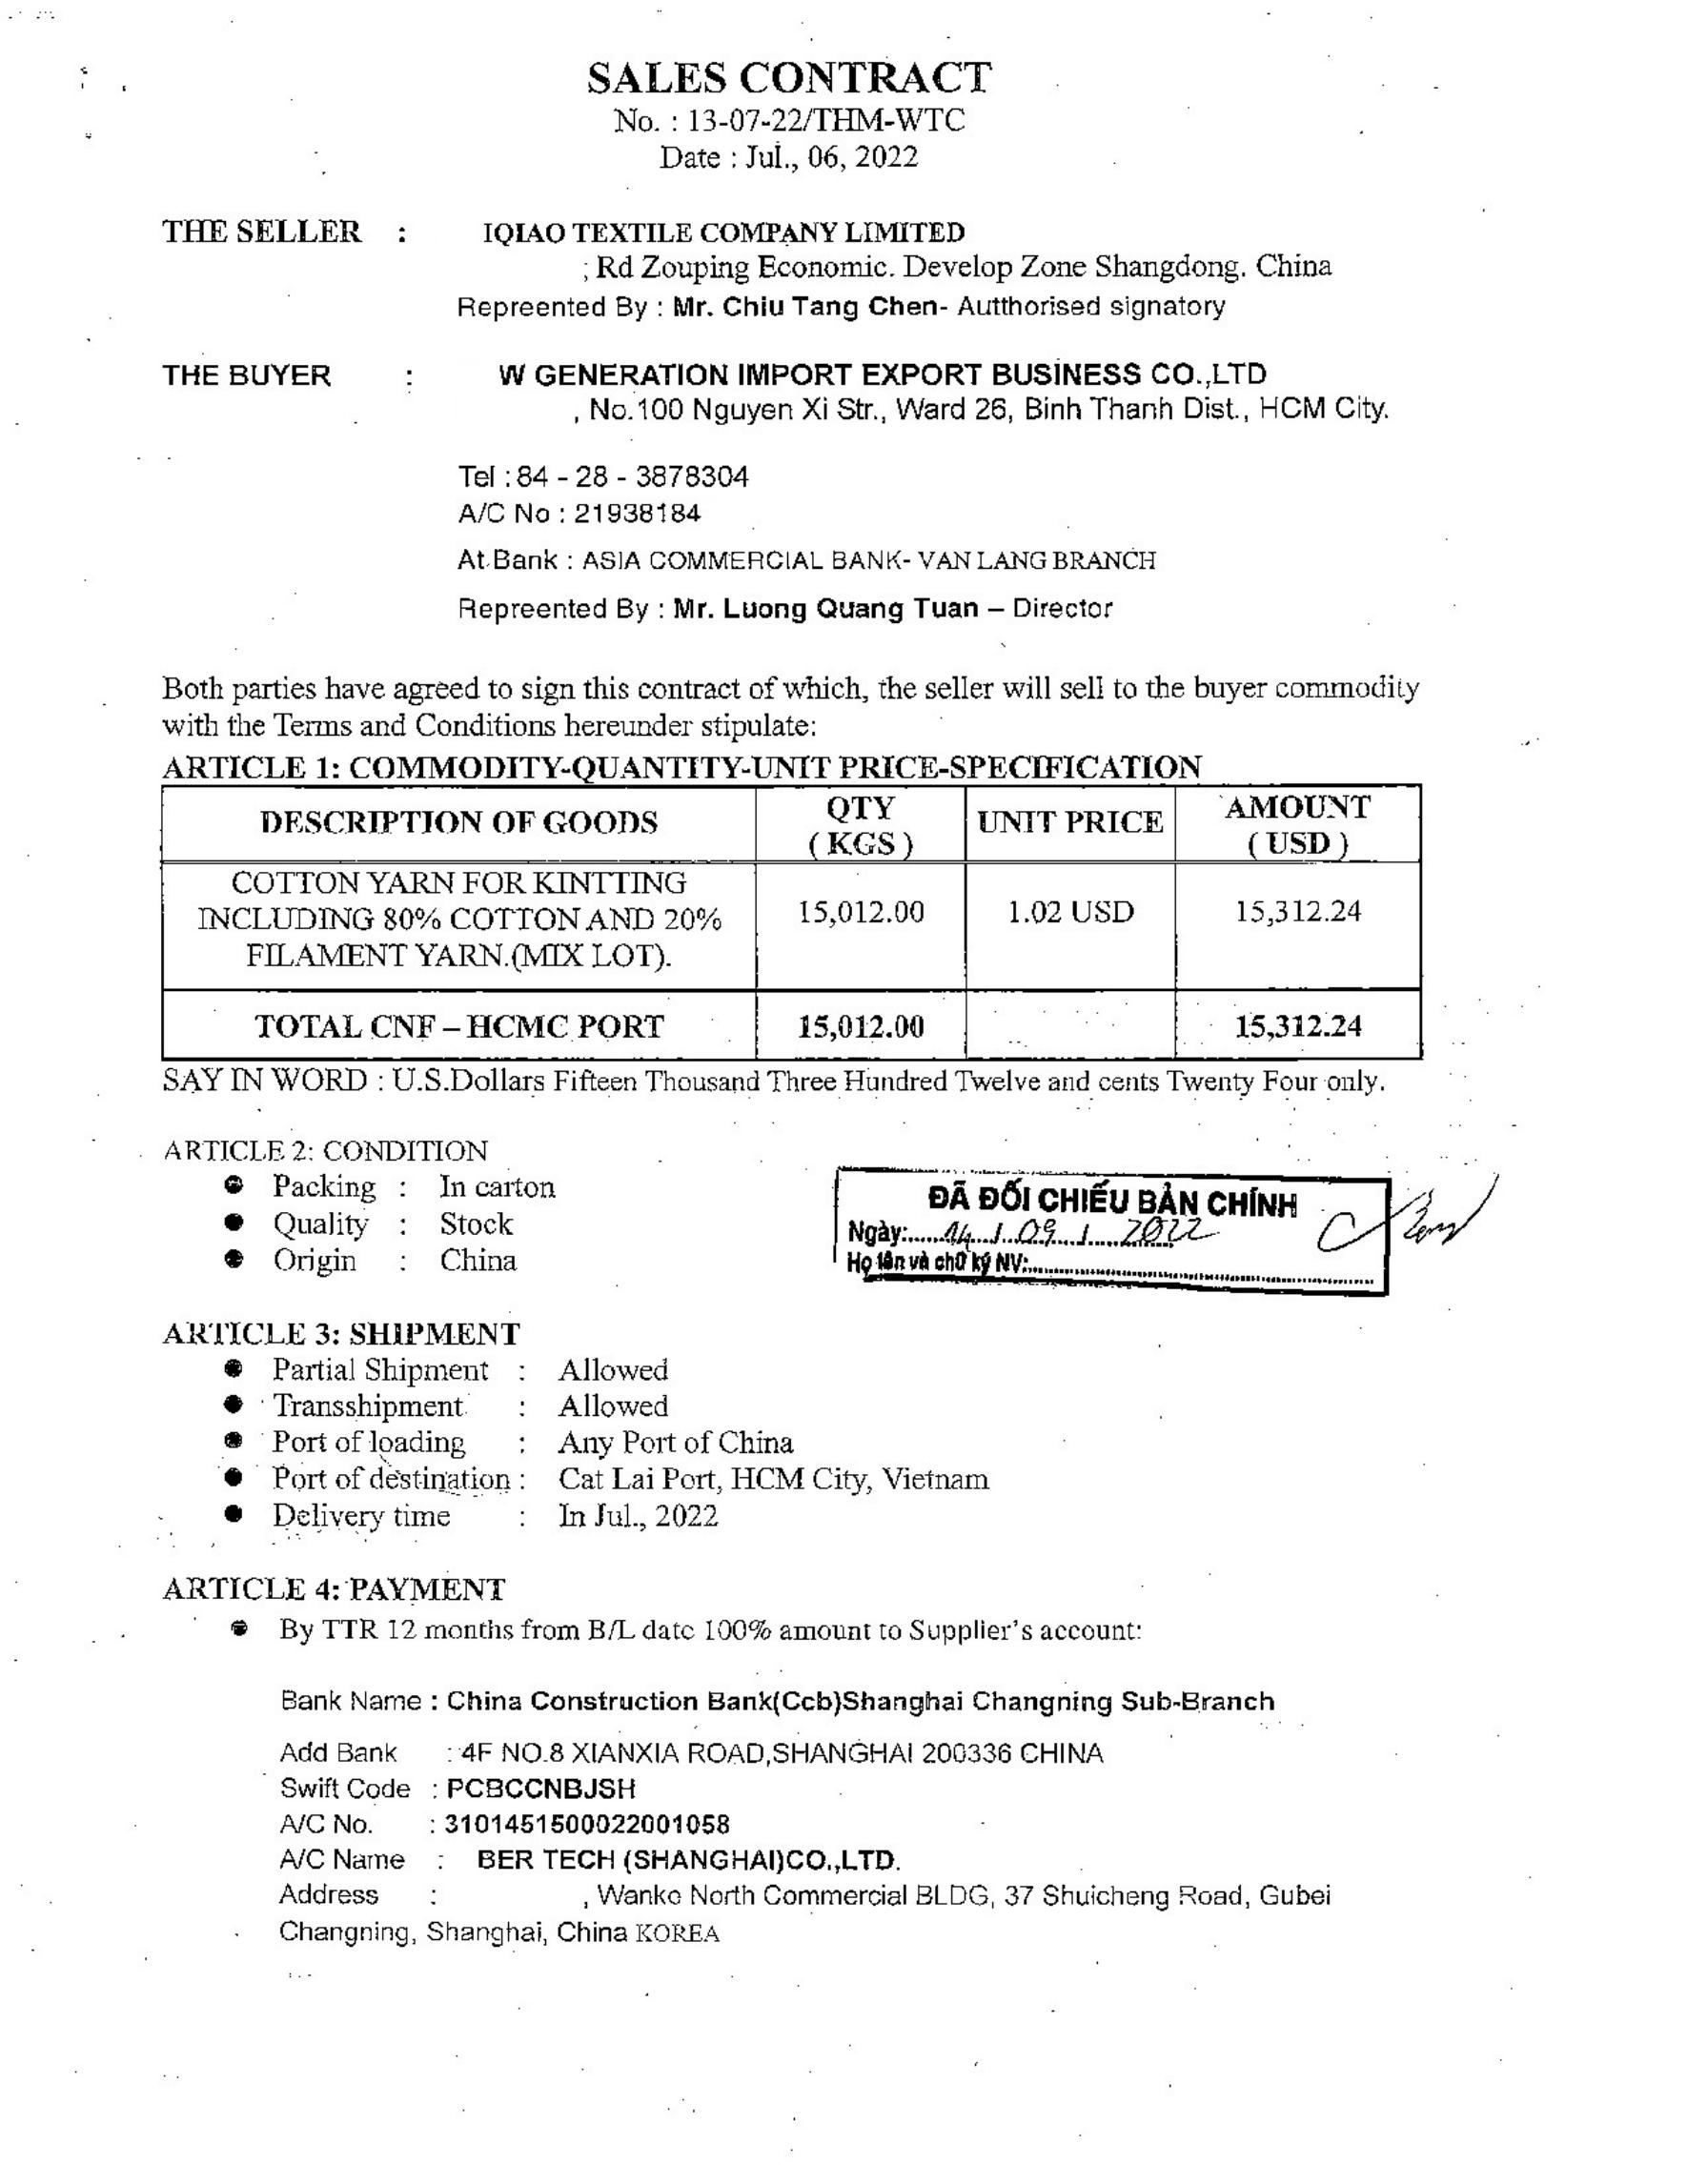 SALES CONTRACT
No. : 13-07-22/THM-WTC
Date : Jul., 06, 2022
THE SELLER : IQIAO TEXTILE COMPANY LIMITED
; Rd Zouping Economic. Develop Zone Shangdong. China
Repreented By : Mr. Chiu Tang Chen- Autthorised signatory
THE BUYER : W GENERATION IMPORT EXPORT BUSINESS CO.,LTD
, No.100 Nguyen Xi Str., Ward 26, Binh Thanh Dist., HCM City.
Tel : 84 - 28 - 3878304
A/C No : 21938184
At Bank : ASIA COMMERCIAL BANK- VAN LANG BRANCH
Repreented By : Mr. Luong Quang Tuan – Director
Both parties have agreed to sign this contract of which, the seller will sell to the buyer commodity
with the Terms and Conditions hereunder stipulate:
ARTICLE 1: COMMODITY-QUANTITY-UNIT PRICE-SPECIFICATION
DESCRIPTION OF GOODS QTY (KGS) UNIT PRICE AMOUNT (USD)
COTTON YARN FOR KINTTING
INCLUDING 80% COTTON AND 20% 15,012.00 1.02 USD 15,312.24
FILAMENT YARN.(MIX LOT).
TOTAL CNF – HCMC PORT 15,012.00 15,312.24
SAY IN WORD : U.S.Dollars Fifteen Thousand Three Hundred Twelve and cents Twenty Four only.
ARTICLE 2: CONDITION
● Packing : In carton
● Quality : Stock
● Origin : China
ĐÃ ĐỐI CHIẾU BẢN CHÍNH
Ngày: 14 / 09 / 2022
Họ tên và chữ ký NV:
ARTICLE 3: SHIPMENT
● Partial Shipment : Allowed
● Transshipment : Allowed
● Port of loading : Any Port of China
● Port of destination : Cat Lai Port, HCM City, Vietnam
● Delivery time : In Jul., 2022
ARTICLE 4: PAYMENT
● By TTR 12 months from B/L date 100% amount to Supplier's account:
Bank Name : China Construction Bank(Ccb)Shanghai Changning Sub-Branch
Add Bank : 4F NO.8 XIANXIA ROAD,SHANGHAI 200336 CHINA
Swift Code : PCBCCNBJSH
A/C No. : 3101451500022001058
A/C Name : BER TECH (SHANGHAI)CO.,LTD.
Address : , Wanke North Commercial BLDG, 37 Shuicheng Road, Gubei
Changning, Shanghai, China KOREA